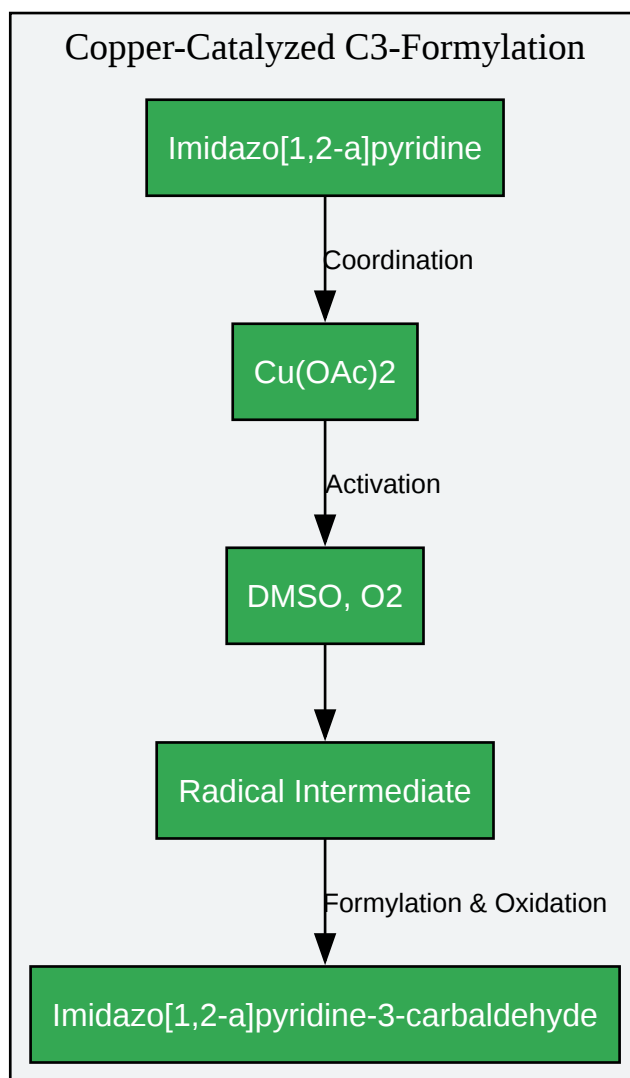 Copper-Catalyzed C3-Formylation
Imidazo[1,2-a]pyridine
Coordination
Cu(OAc)2
Activation
DMSO, O2
Radical Intermediate
Formylation & Oxidation
Imidazo[1,2-a]pyridine-3-carbaldehyde